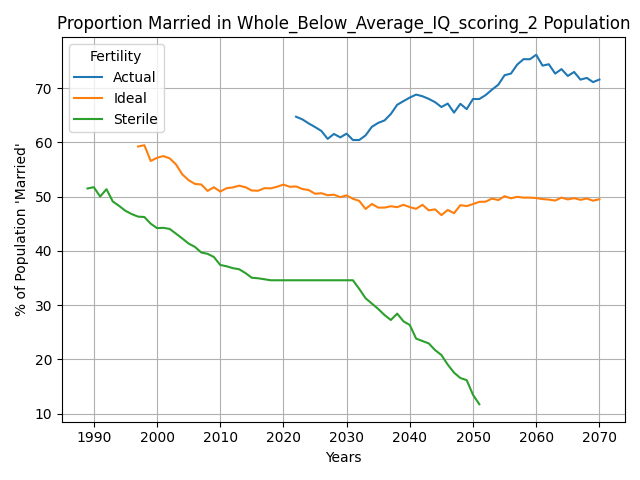 Proportion Married in Whole_Below_Average_IQ_scoring_2 Population
Fertility
Actual
Ideal
Sterile
% of Population 'Married'
70
60
50
40
30
20
10
1990 2000 2010 2020 2030 2040 2050 2060 2070
Years